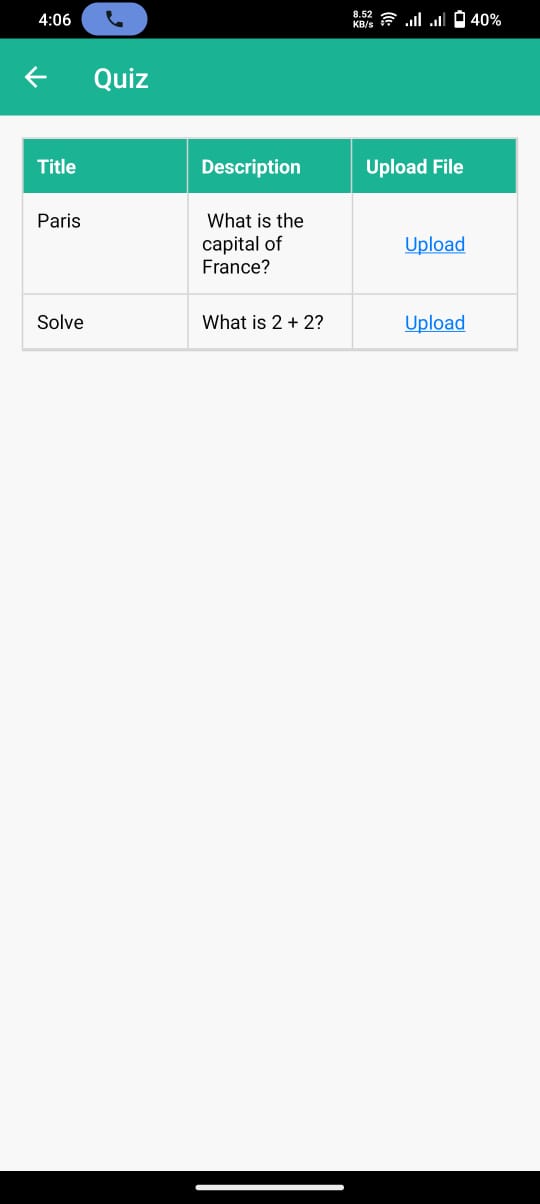 4:06 8.52 KB/s 40%
Quiz
Title Description Upload File
Paris What is the
capital of
France? Upload
Solve What is 2 + 2? Upload